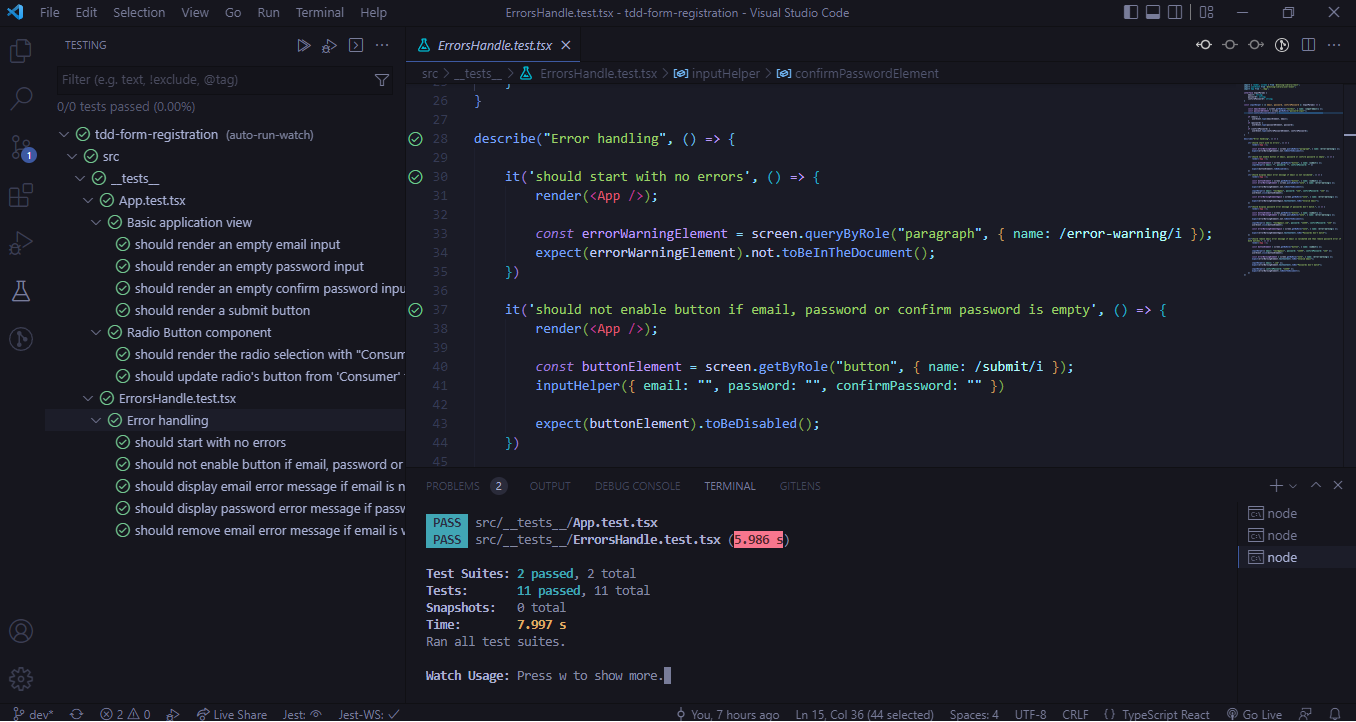 File Edit Selection View Go Run Terminal Help
ErrorsHandle.test.tsx - tdd-form-registration - Visual Studio Code
TESTING
Filter (e.g. text, !exclude, @tag)
0/0 tests passed (0.00%)
tdd-form-registration (auto-run-watch)
src
__tests__
App.test.tsx
Basic application view
should render an empty email input
should render an empty password input
should render an empty confirm password inpu
should render a submit button
Radio Button component
should render the radio selection with "Consum
should update radio's button from 'Consumer'
ErrorsHandle.test.tsx
Error handling
should start with no errors
should not enable button if email, password or
should display email error message if email is n
should display password error message if passw
should remove email error message if email is v
1
ErrorsHandle.test.tsx
src > __tests__ > ErrorsHandle.test.tsx > inputHelper > confirmPasswordElement
25 }
26 }
27
28 describe("Error handling", () => {
29
30 it('should start with no errors', () => {
31 render(<App />);
32
33 const errorWarningElement = screen.queryByRole("paragraph", { name: /error-warning/i });
34 expect(errorWarningElement).not.toBeInTheDocument();
35 })
36
37 it('should not enable button if email, password or confirm password is empty', () => {
38 render(<App />);
39
40 const buttonElement = screen.getByRole("button", { name: /submit/i });
41 inputHelper({ email: "", password: "", confirmPassword: "" })
42
43 expect(buttonElement).toBeDisabled();
44 })
45
PROBLEMS 2 OUTPUT DEBUG CONSOLE TERMINAL GITLENS
PASS src/__tests__/App.test.tsx
PASS src/__tests__/ErrorsHandle.test.tsx (5.986 s)
Test Suites: 2 passed, 2 total
Tests: 11 passed, 11 total
Snapshots: 0 total
Time: 7.997 s
Ran all test suites.
Watch Usage: Press w to show more.
node
node
node
dev* 2 0 Live Share Jest: Jest-WS: You, 7 hours ago Ln 15, Col 36 (44 selected) Spaces: 4 UTF-8 CRLF {} TypeScript React Go Live